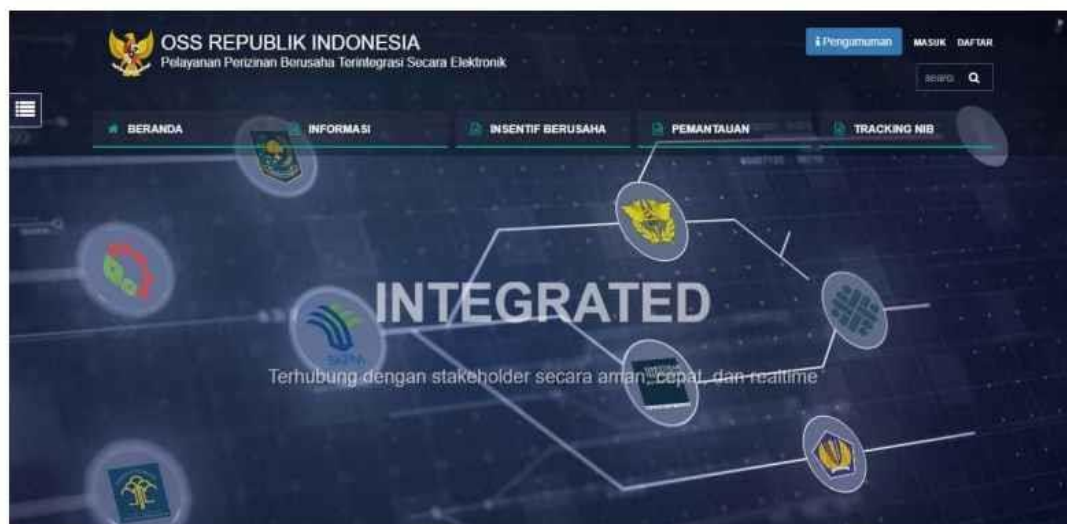 OSS REPUBLIK INDONESIA
Pelayanan Perizinan Berusaha Terintegrasi Secara Elektronik
i Pengumuman MASUK DAFTAR
BERANDA INFORMASI INSENTIF BERUSAHA PEMANTAUAN TRACKING NIB
INTEGRATED
BKPM
Terhubung dengan stakeholder secara aman, cepat, dan realtime